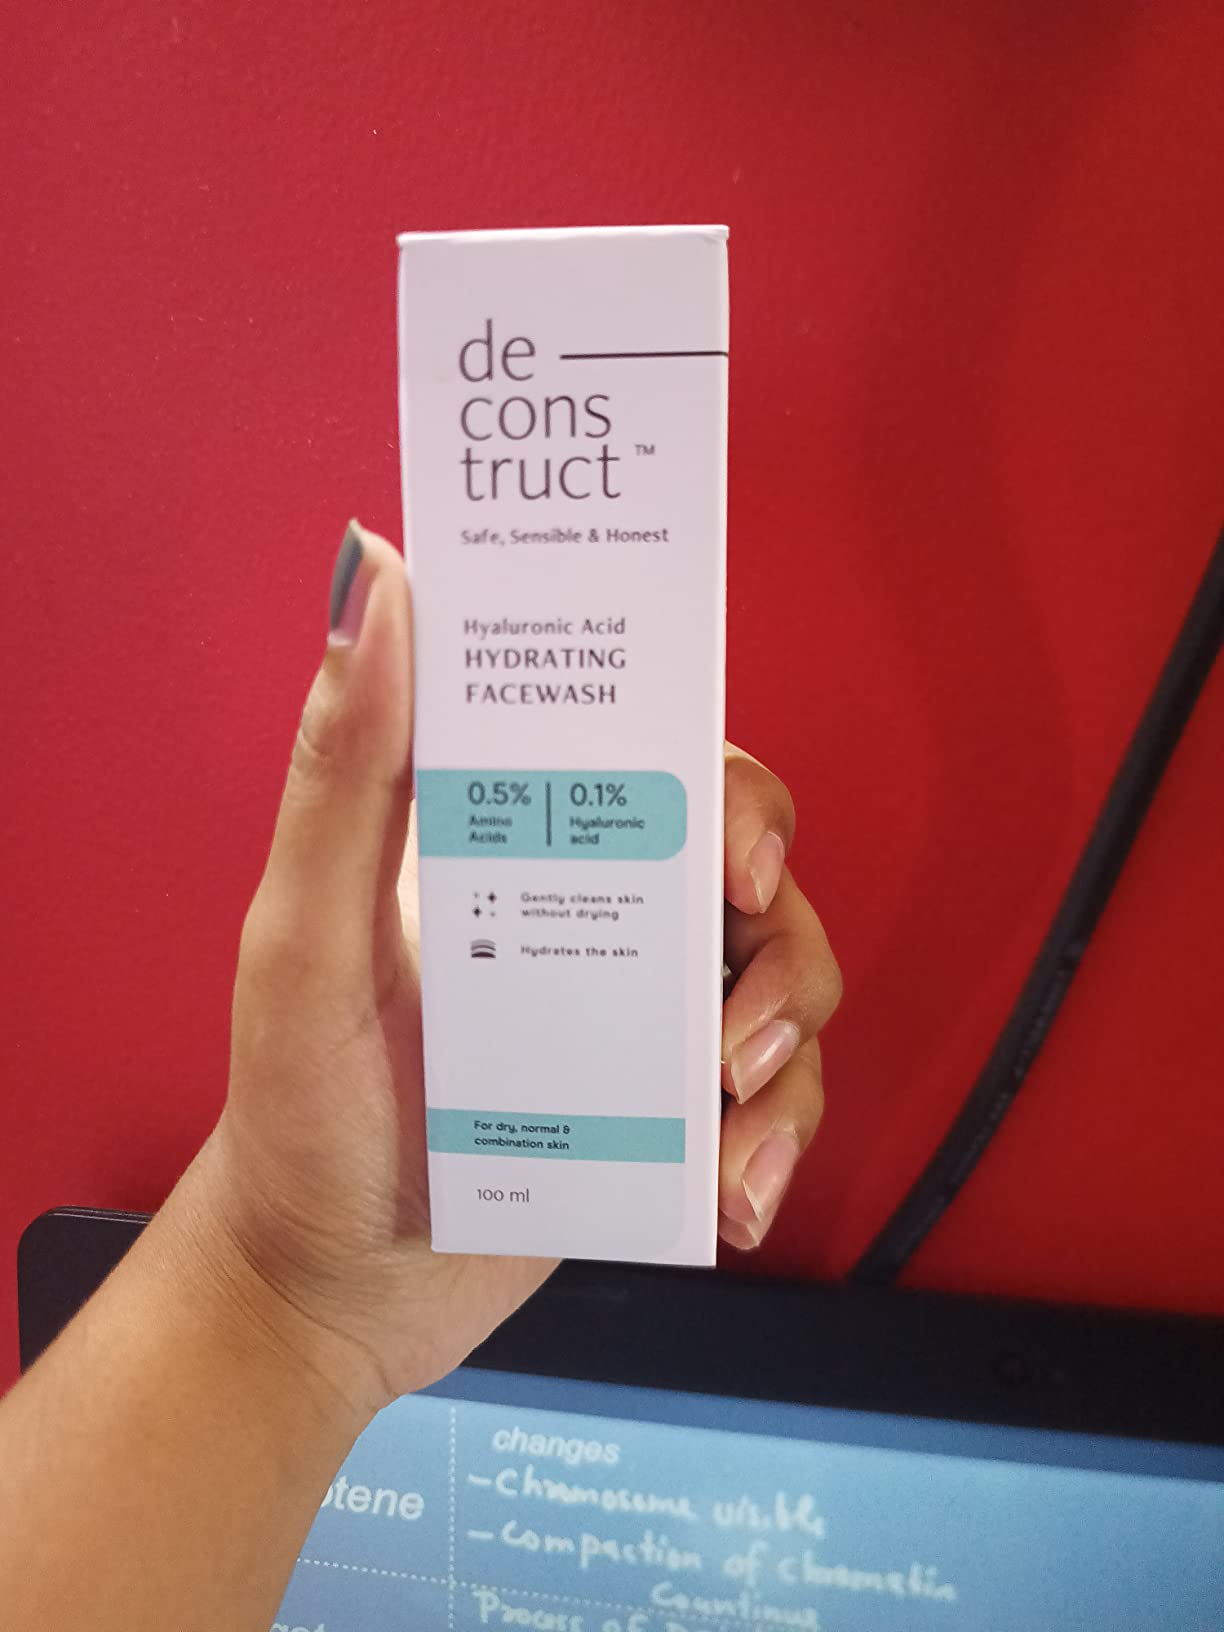 de
cons
truct™
Safe, Sensible & Honest
Hyaluronic Acid
HYDRATING
FACEWASH
0.5%
Amino
Acids
0.1%
Hyaluronic
acid
Gently cleans skin
without drying
Hydrates the skin
For dry, normal &
combination skin
100 ml
changes
- Chromosome visible
- Compaction of chromatin
Process of